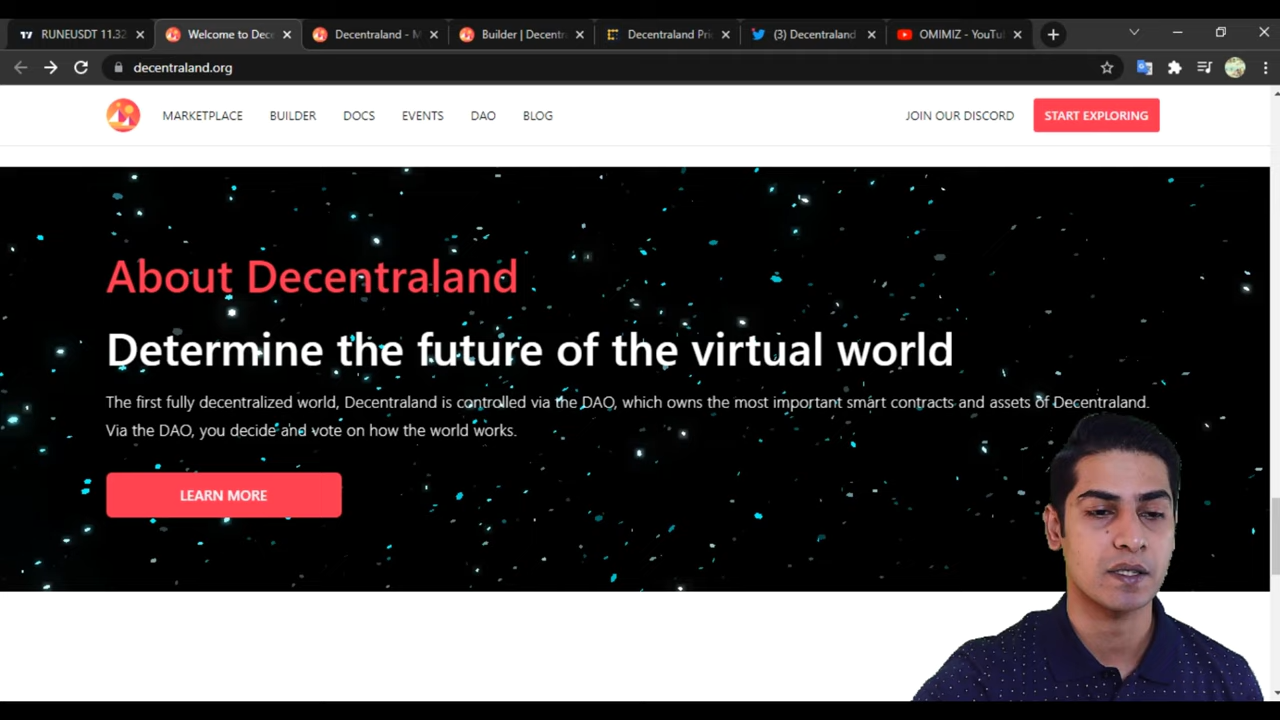 RUNEUSDT 11.32
Welcome to Dece
Decentraland - M
Builder | Decentr
Decentraland Pric
(3) Decentraland
OMIMIZ - YouTu
decentraland.org
MARKETPLACE
BUILDER
DOCS
EVENTS
DAO
BLOG
JOIN OUR DISCORD
START EXPLORING
About Decentraland
Determine the future of the virtual world
The first fully decentralized world, Decentraland is controlled via the DAO, which owns the most important smart contracts and assets of Decentraland.
Via the DAO, you decide and vote on how the world works.
LEARN MORE